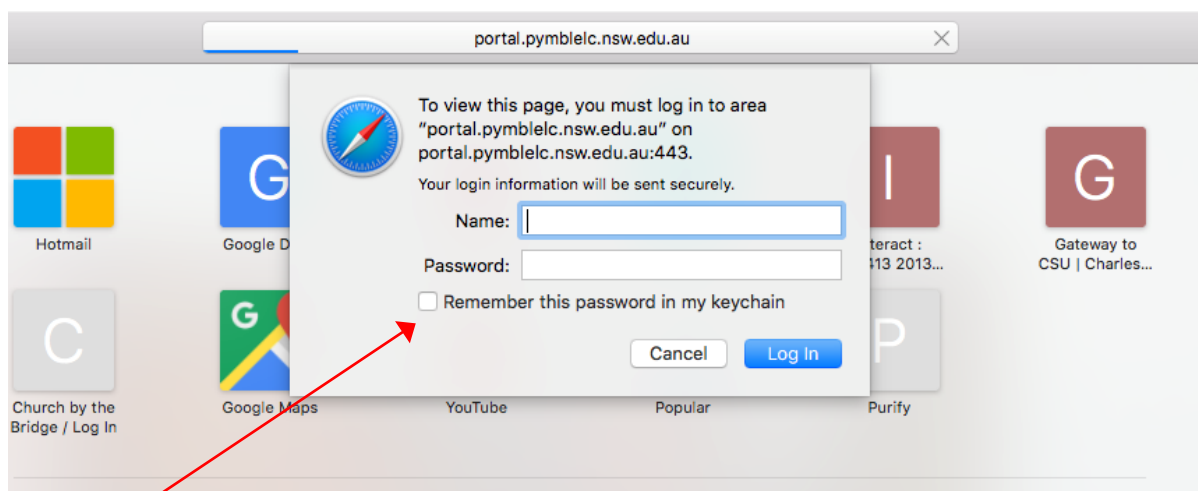 portal.pymblelc.nsw.edu.au
To view this page, you must log in to area
“portal.pymblelc.nsw.edu.au” on
portal.pymblelc.nsw.edu.au:443.
Your login information will be sent securely.
Name:
Password:
Remember this password in my keychain
Cancel
Log In
Hotmail
G
Google D
I
teract :
413 2013...
G
Gateway to
CSU | Charles...
C
Church by the
Bridge / Log In
G
Google Maps
YouTube
Popular
P
Purify